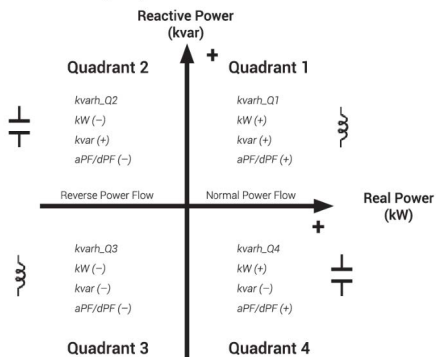 Reactive Power
(kvar)
+
Quadrant 2
Quadrant 1
kvarh_Q2
kW (−)
kvar (+)
aPF/dPF (−)
kvarh_Q1
kW (+)
kvar (+)
aPF/dPF (+)
Reverse Power Flow
Normal Power Flow
Real Power
(kW)
+
kvarh_Q3
kW (−)
kvar (−)
aPF/dPF (−)
kvarh_Q4
kW (+)
kvar (−)
aPF/dPF (+)
Quadrant 3
Quadrant 4